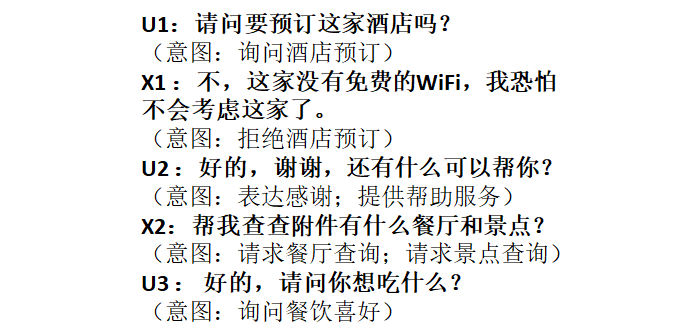 U1：请问要预订这家酒店吗？
（意图：询问酒店预订）
X1：不，这家没有免费的WiFi，我恐怕
不会考虑这家了。
（意图：拒绝酒店预订）
U2：好的，谢谢，还有什么可以帮你？
（意图：表达感谢；提供帮助服务）
X2：帮我查查附件有什么餐厅和景点？
（意图：请求餐厅查询；请求景点查询）
U3： 好的，请问你想吃什么？
（意图：询问餐饮喜好）